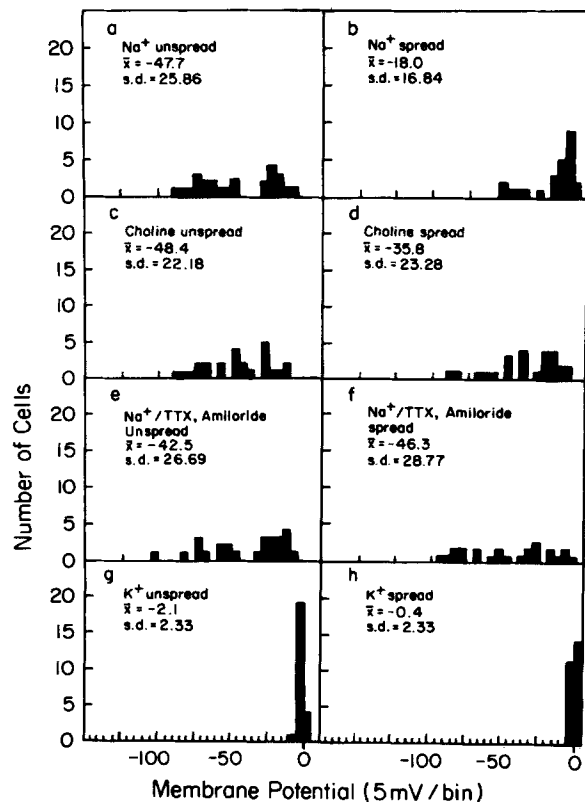 a
Na+ unspread
x̄ = -47.7
s.d. = 25.86
b
Na+ spread
x̄ = -18.0
s.d. = 16.84
20
15
10
5
0
c
Choline unspread
x̄ = -48.4
s.d. = 22.18
d
Choline spread
x̄ = -35.8
s.d. = 23.28
20
15
10
5
0
e
Na+/TTX, Amiloride
Unspread
x̄ = -42.5
s.d. = 26.69
f
Na+/TTX, Amiloride
spread
x̄ = -46.3
s.d. = 28.77
20
15
10
5
g
K+ unspread
x̄ = -2.1
s.d. = 2.33
h
K+ spread
x̄ = -0.4
s.d. = 2.33
20
15
10
5
0
-100 -50 0
-100 -50 0
Number of Cells
Membrane Potential (5mV/bin)